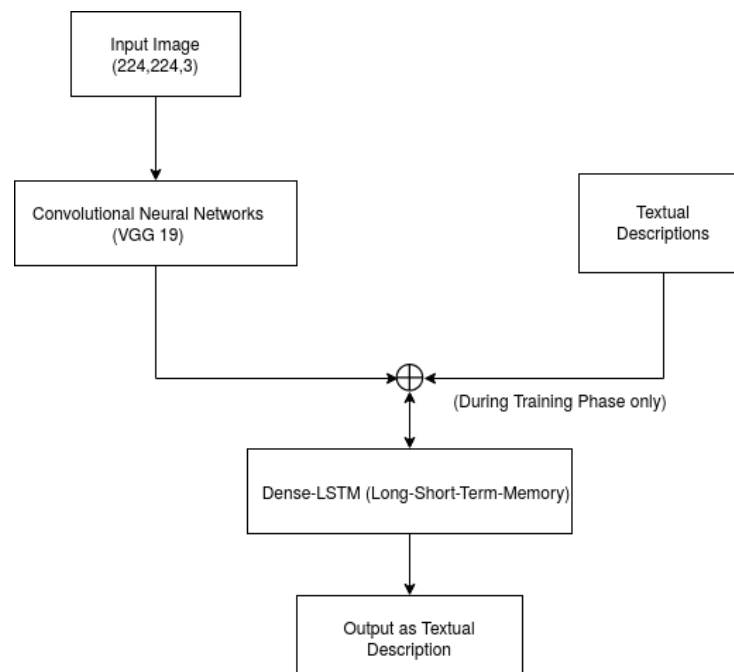 Input Image
(224,224,3)
Convolutional Neural Networks
(VGG 19)
Textual
Descriptions
(During Training Phase only)
Dense-LSTM (Long-Short-Term-Memory)
Output as Textual
Description